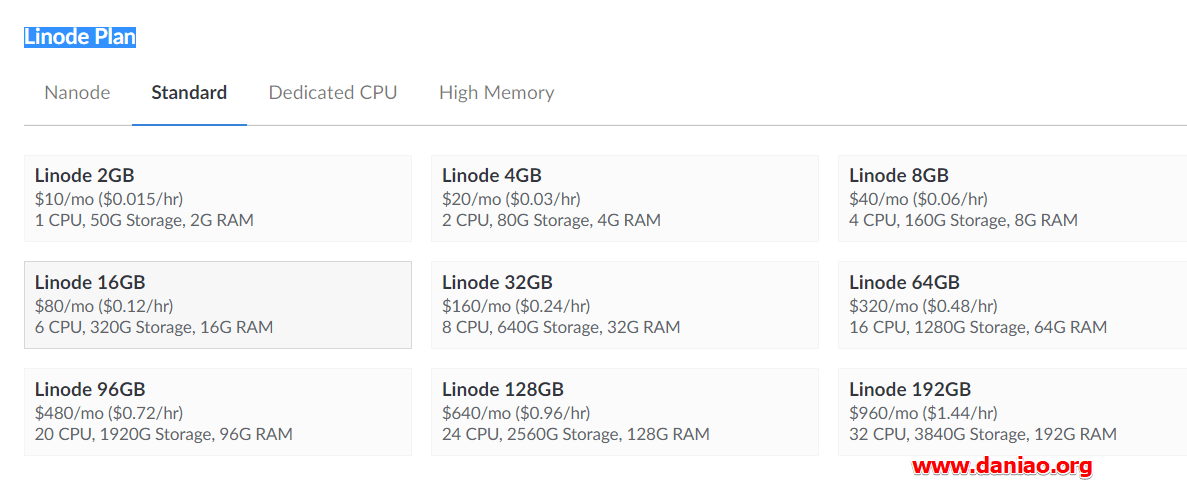 Linode Plan
Nanode
Standard
Dedicated CPU
High Memory
Linode 2GB
$10/mo ($0.015/hr)
1 CPU, 50G Storage, 2G RAM
Linode 4GB
$20/mo ($0.03/hr)
2 CPU, 80G Storage, 4G RAM
Linode 8GB
$40/mo ($0.06/hr)
4 CPU, 160G Storage, 8G RAM
Linode 16GB
$80/mo ($0.12/hr)
6 CPU, 320G Storage, 16G RAM
Linode 32GB
$160/mo ($0.24/hr)
8 CPU, 640G Storage, 32G RAM
Linode 64GB
$320/mo ($0.48/hr)
16 CPU, 1280G Storage, 64G RAM
Linode 96GB
$480/mo ($0.72/hr)
20 CPU, 1920G Storage, 96G RAM
Linode 128GB
$640/mo ($0.96/hr)
24 CPU, 2560G Storage, 128G RAM
Linode 192GB
$960/mo ($1.44/hr)
32 CPU, 3840G Storage, 192G RAM
www.daniao.org